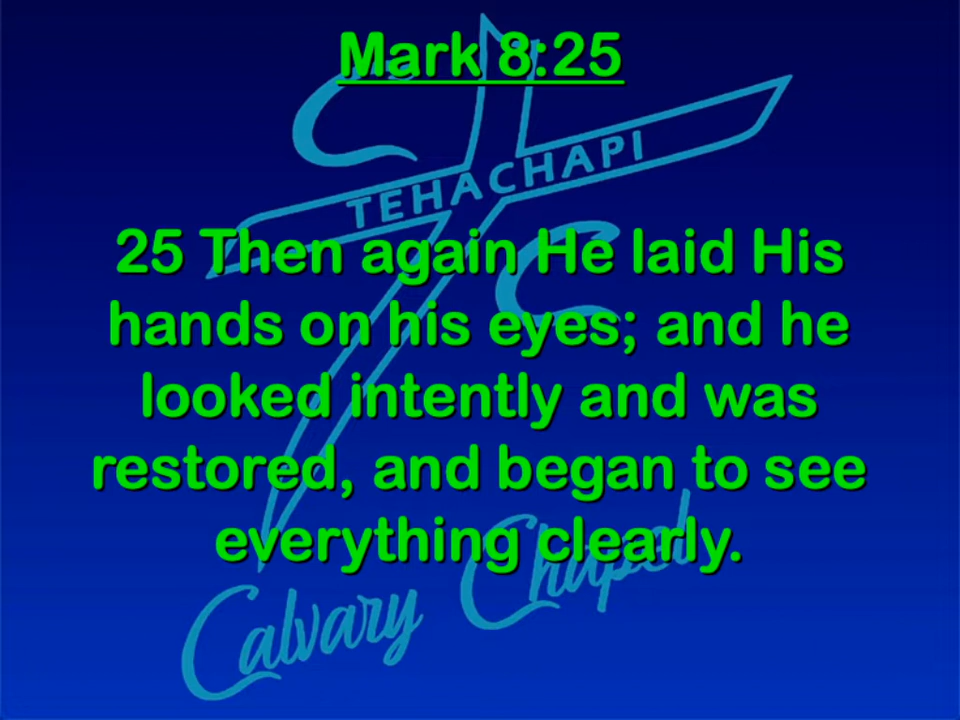 Mark 8:25
TEHACHAPI
25 Then again He laid His
hands on his eyes; and he
looked intently and was
restored, and began to see
everything clearly.
Calvary Chapel